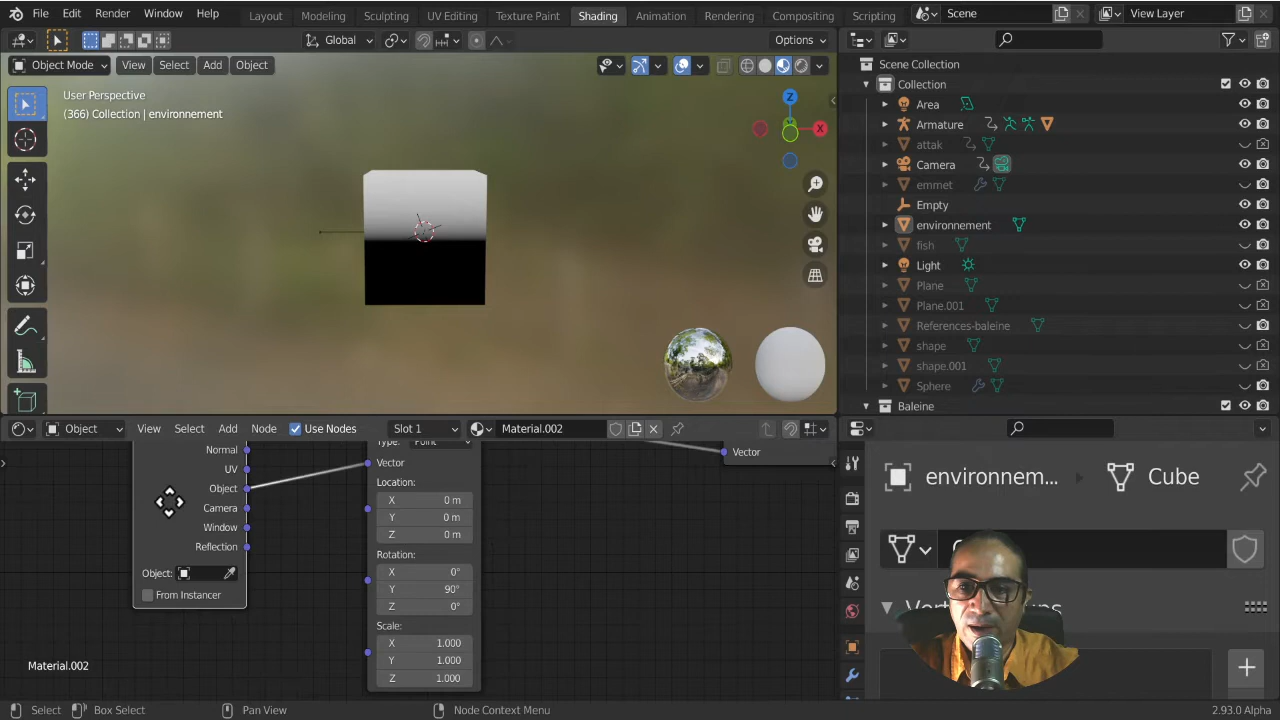 File Edit Render Window Help Layout Modeling Sculpting UV Editing Texture Paint Shading Animation Rendering Compositing Scripting Scene View Layer
Global Options
Object Mode View Select Add Object
User Perspective
(366) Collection | environnement
Z
X
Scene Collection
Collection
Area
Armature
attak
Camera
emmet
Empty
environnement
fish
Light
Plane
Plane.001
References-baleine
shape
shape.001
Sphere
Baleine
Object View Select Add Node Use Nodes Slot 1 Material.002
Normal
UV
Object
Camera
Window
Reflection
Object:
From Instancer
Type: Point
Vector
Location:
X 0 m
Y 0 m
Z 0 m
Rotation:
X 0°
Y 90°
Z 0°
Scale:
X 1.000
Y 1.000
Z 1.000
Vector
Material.002
environnem... Cube
Select Box Select Pan View Node Context Menu 2.93.0 Alpha